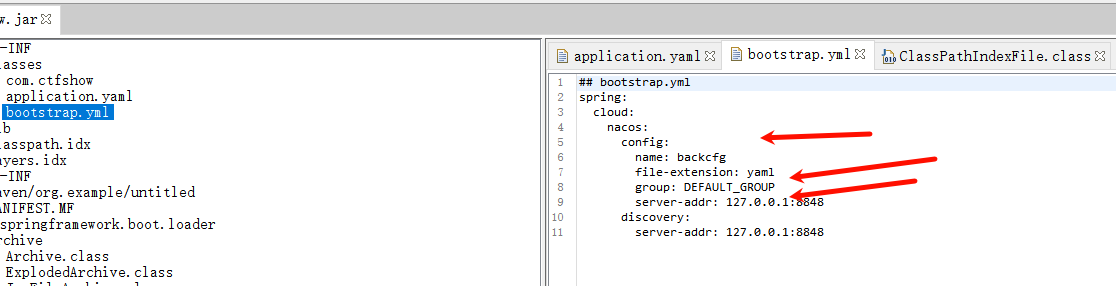 w.jar
-INF
lasses
com.ctfshow
application.yaml
bootstrap.yml
b
lasspath.idx
ayers.idx
-INF
aven/org.example/untitled
ANIFEST.MF
springframework.boot.loader
rchive
Archive.class
ExplodedArchive.class
application.yaml
bootstrap.yml
ClassPathIndexFile.class
1 ## bootstrap.yml
2 spring:
3 cloud:
4 nacos:
5 config:
6 name: backcfg
7 file-extension: yaml
8 group: DEFAULT_GROUP
9 server-addr: 127.0.0.1:8848
10 discovery:
11 server-addr: 127.0.0.1:8848